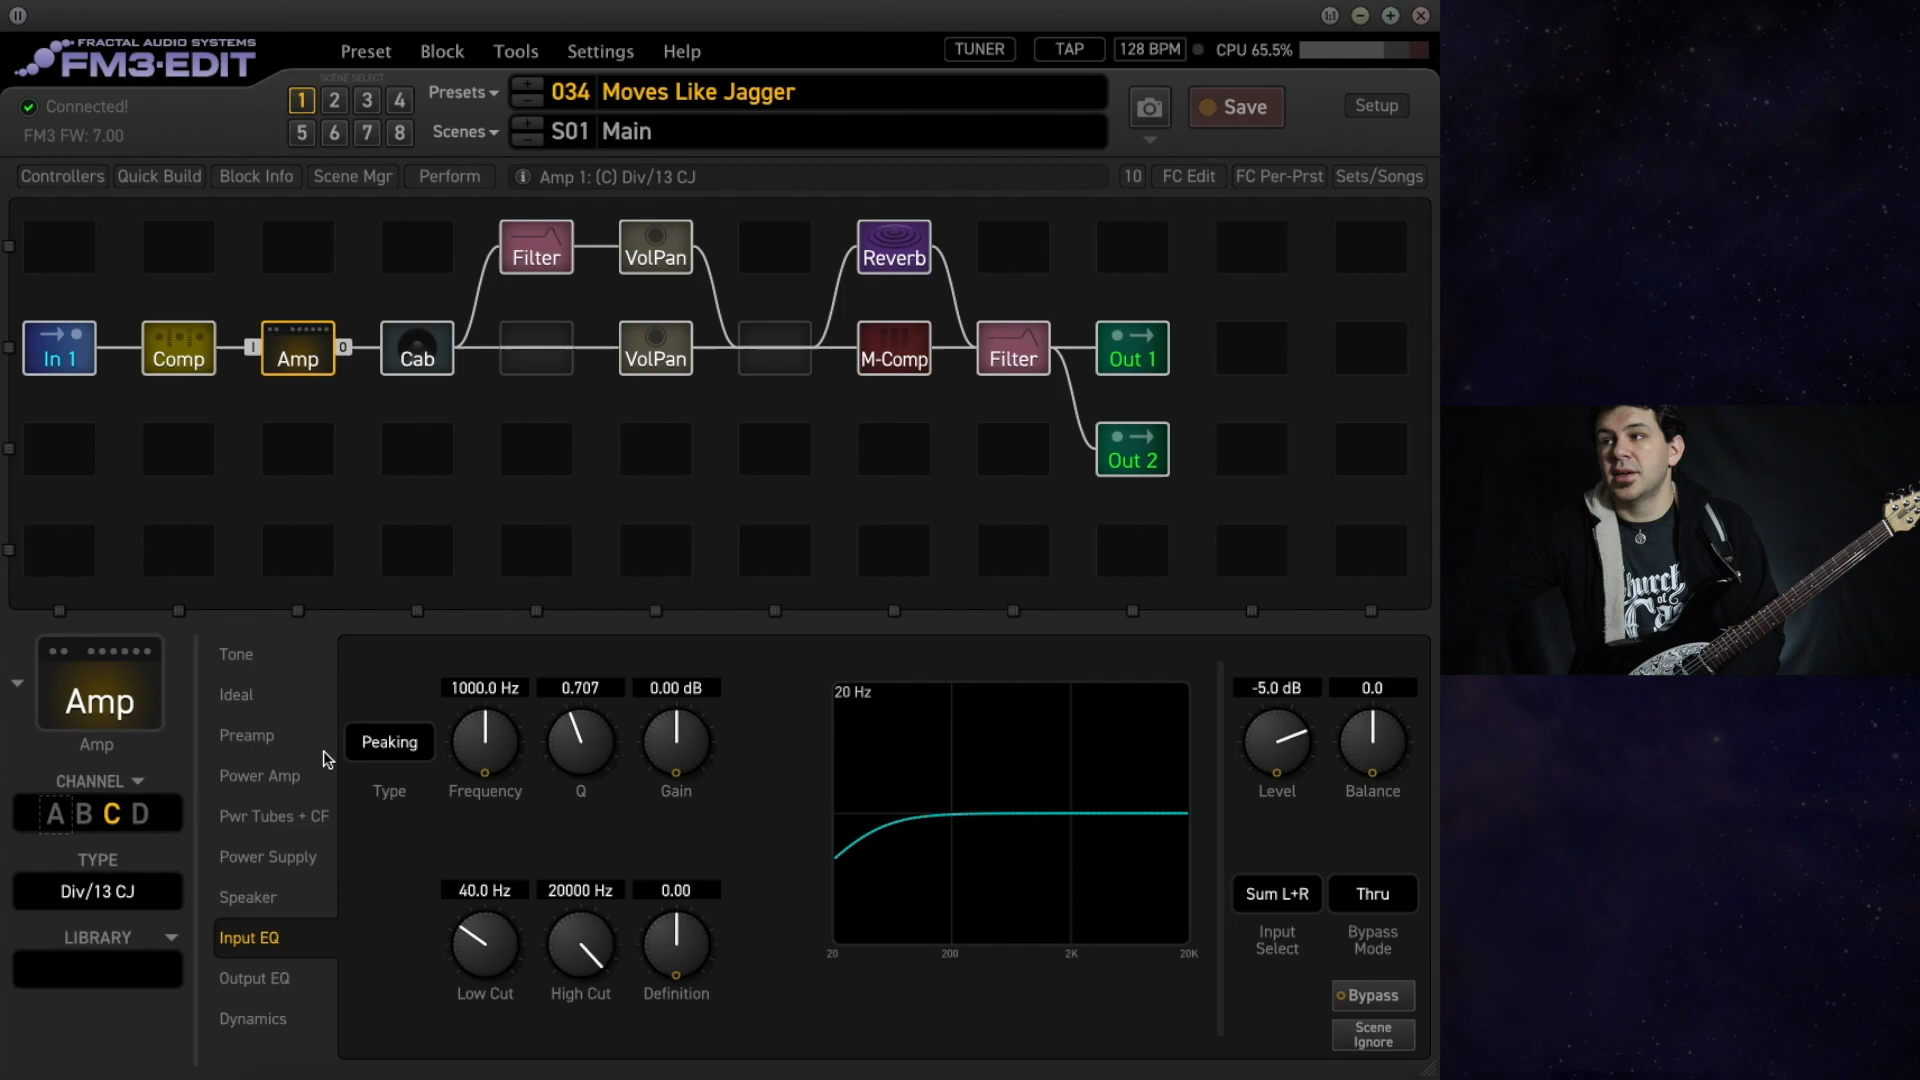 FRACTAL AUDIO SYSTEMS
FM3-EDIT
Preset Block Tools Settings Help
TUNER TAP 128 BPM CPU 65.5%
SCENE SELECT
Connected!
FM3 FW: 7.00
1 2 3 4
5 6 7 8
Presets 034 Moves Like Jagger
Scenes S01 Main
Save
Setup
Controllers Quick Build Block Info Scene Mgr Perform Amp 1: (C) Div/13 CJ 10 FC Edit FC Per-Prst Sets/Songs
Filter VolPan Reverb
In 1 Comp I Amp O Cab VolPan M-Comp Filter Out 1
Out 2
Amp
Amp
CHANNEL
A B C D
TYPE
Div/13 CJ
LIBRARY
Tone
Ideal
Preamp
Power Amp
Pwr Tubes + CF
Power Supply
Speaker
Input EQ
Output EQ
Dynamics
1000.0 Hz 0.707 0.00 dB
Peaking
Type Frequency Q Gain
40.0 Hz 20000 Hz 0.00
Low Cut High Cut Definition
20 Hz
20 200 2K 20K
-5.0 dB 0.0
Level Balance
Sum L+R Thru
Input Select
Bypass Mode
Bypass
Scene Ignore